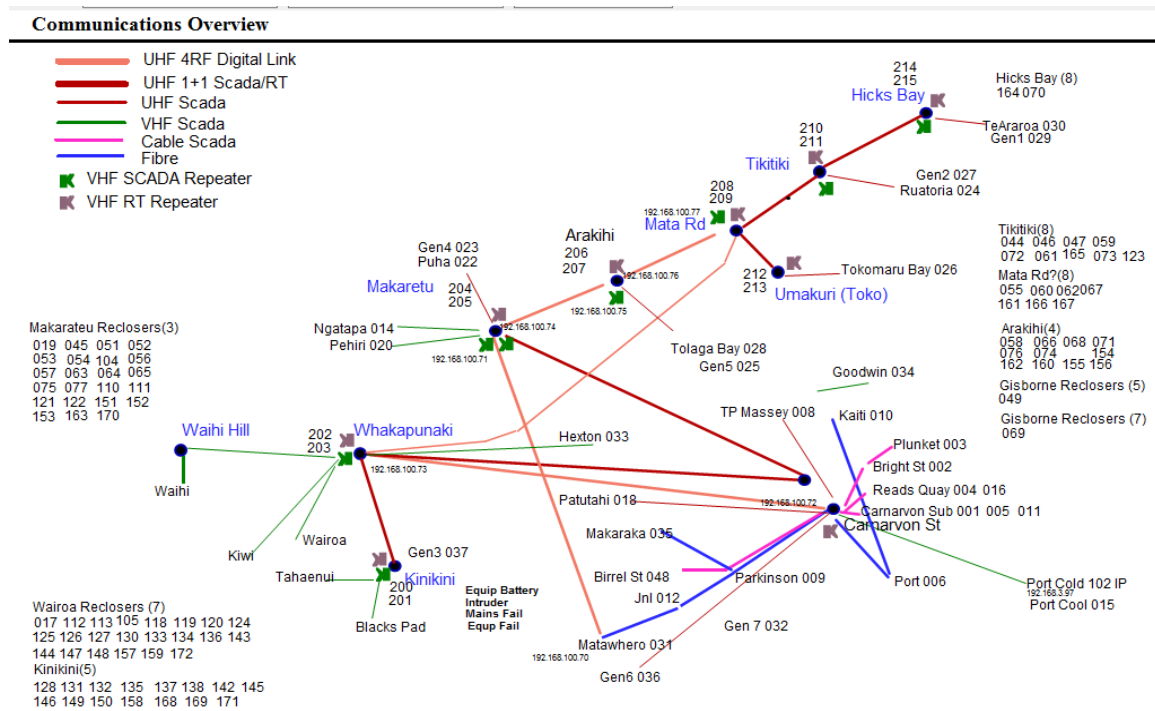 Communications Overview
UHF 4RF Digital Link
UHF 1+1 Scada/RT
UHF Scada
VHF Scada
Cable Scada
Fibre
VHF SCADA Repeater
VHF RT Repeater
214
215
Hicks Bay
Hicks Bay (8)
164 070
TeAraroa 030
Gen1 029
210
211
Tikitiki
Gen2 027
Ruatoria 024
208
209
192.168.100.77
Mata Rd
Arakihi
206
207
192.168.100.76
192.168.100.75
212
213
Tokomaru Bay 026
Umakuri (Toko)
Tikitiki(8)
044 046 047 059
072 061 165 073 123
Mata Rd?(8)
055 060 062 067
161 166 167
Arakihi(4)
058 066 068 071
076 074 154
162 160 155 156
Gisborne Reclosers (5)
049
Gisborne Reclosers (7)
069
Gen4 023
Puha 022
Makaretu
204
205
192.168.100.74
Ngatapa 014
Pehiri 020
192.168.100.71
Tolaga Bay 028
Gen5 025
Makarateu Reclosers(3)
019 045 051 052
053 054 104 056
057 063 064 065
075 077 110 111
121 122 151 152
153 163 170
Goodwin 034
TP Massey 008
Kaiti 010
Plunket 003
Bright St 002
Reads Quay 004 016
Carnarvon Sub 001 005 011
Carnarvon St
192.168.100.72
Waihi Hill
Waihi
202
203
Whakapunaki
192.168.100.73
Hexton 033
Patutahi 018
Makaraka 035
Birrel St 048
Parkinson 009
Jnl 012
Port 006
Port Cold 102 IP
192.168.3.97
Port Cool 015
Kiwi
Wairoa
Tahaenui
Gen3 037
Kinikini
200
201
Blacks Pad
Equip Battery
Intruder
Mains Fail
Equp Fail
Gen 7 032
Matawhero 031
192.168.100.70
Gen6 036
Wairoa Reclosers (7)
017 112 113 105 118 119 120 124
125 126 127 130 133 134 136 143
144 147 148 157 159 172
Kinikini(5)
128 131 132 135 137 138 142 145
146 149 150 158 168 169 171